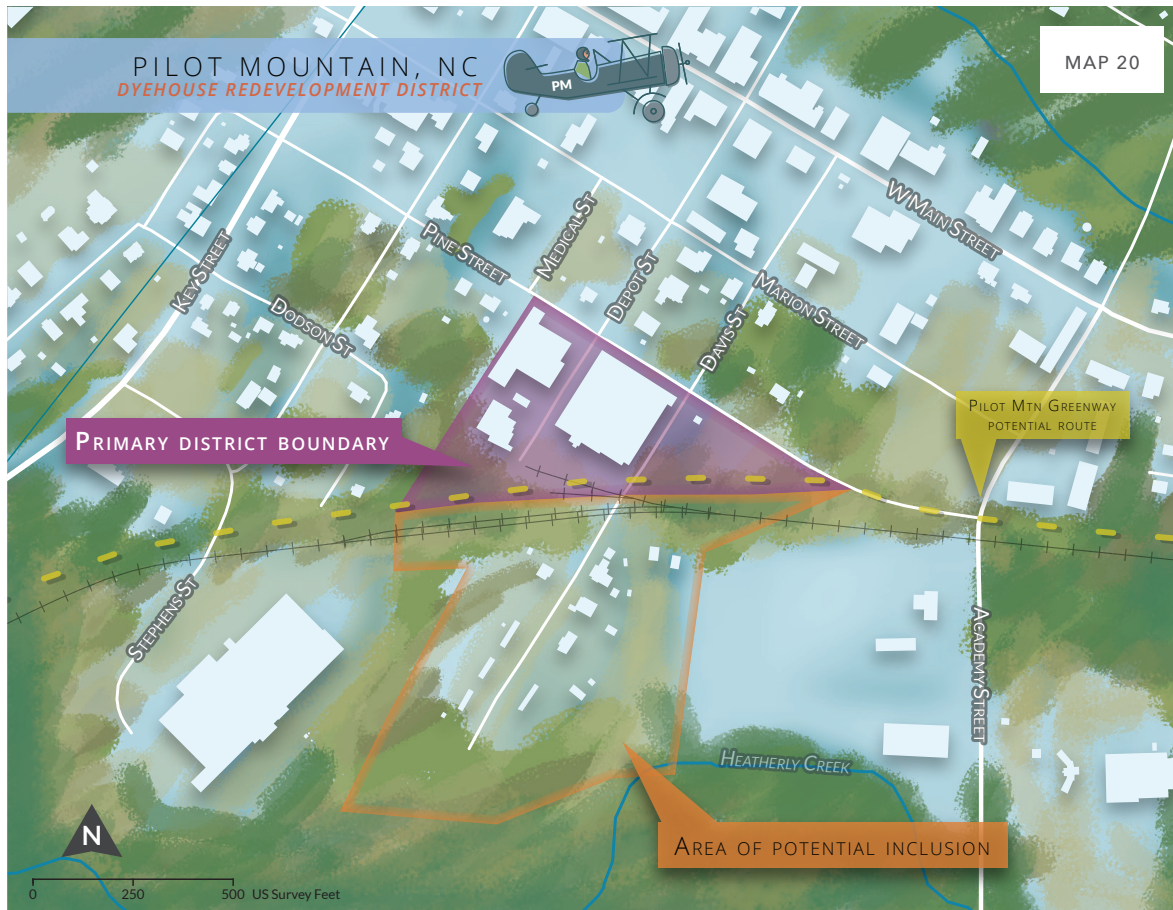 PILOT MOUNTAIN, NC
DYEHOUSE REDEVELOPMENT DISTRICT
PM
MAP 20
W MAIN STREET
KEY STREET
PINE STREET
MEDICAL ST
DEPOT ST
DODSON ST
DAVIS ST
MARION STREET
PILOT MTN GREENWAY
POTENTIAL ROUTE
PRIMARY DISTRICT BOUNDARY
STEPHENS ST
ACADEMY STREET
HEATHERLY CREEK
AREA OF POTENTIAL INCLUSION
N
0 250 500 US Survey Feet